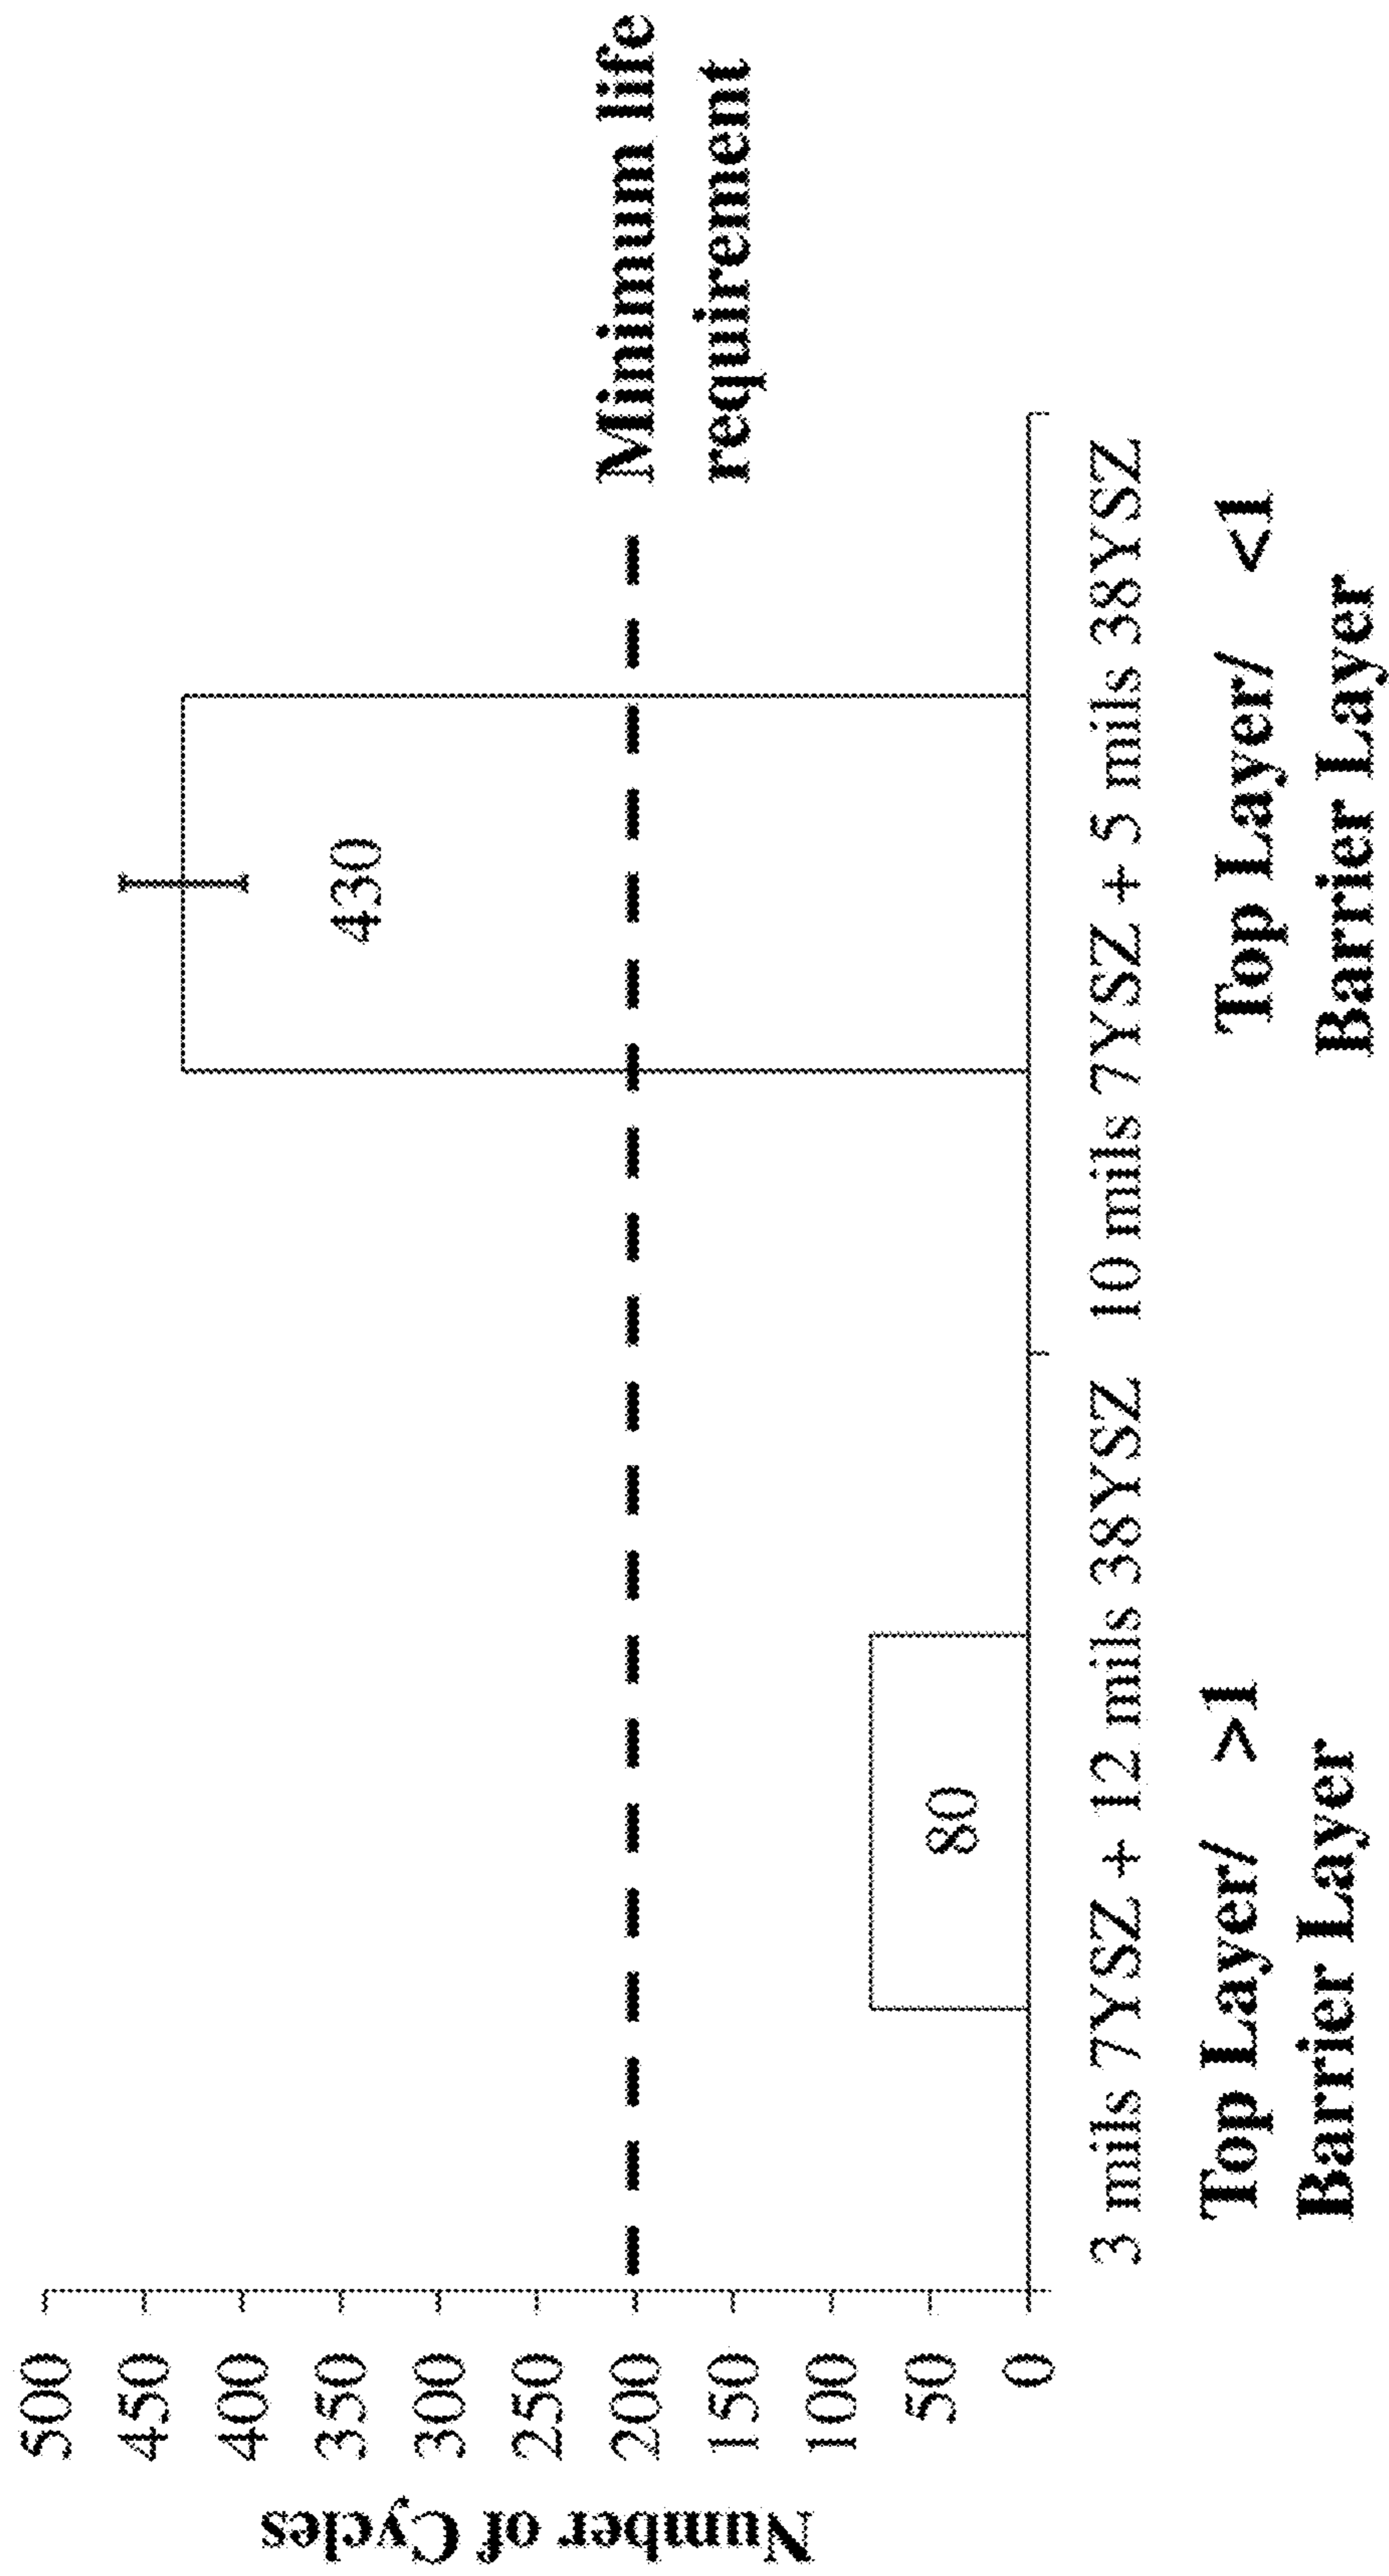 Number of Cycles
500
450
400
350
300
250
200
150
100
50
0
430
80
Minimum life
requirement
3 mils 7YSZ + 12 mils 38YSZ
10 mils 7YSZ + 5 mils 38YSZ
Top Layer/ >1
Barrier Layer
Top Layer/ <1
Barrier Layer